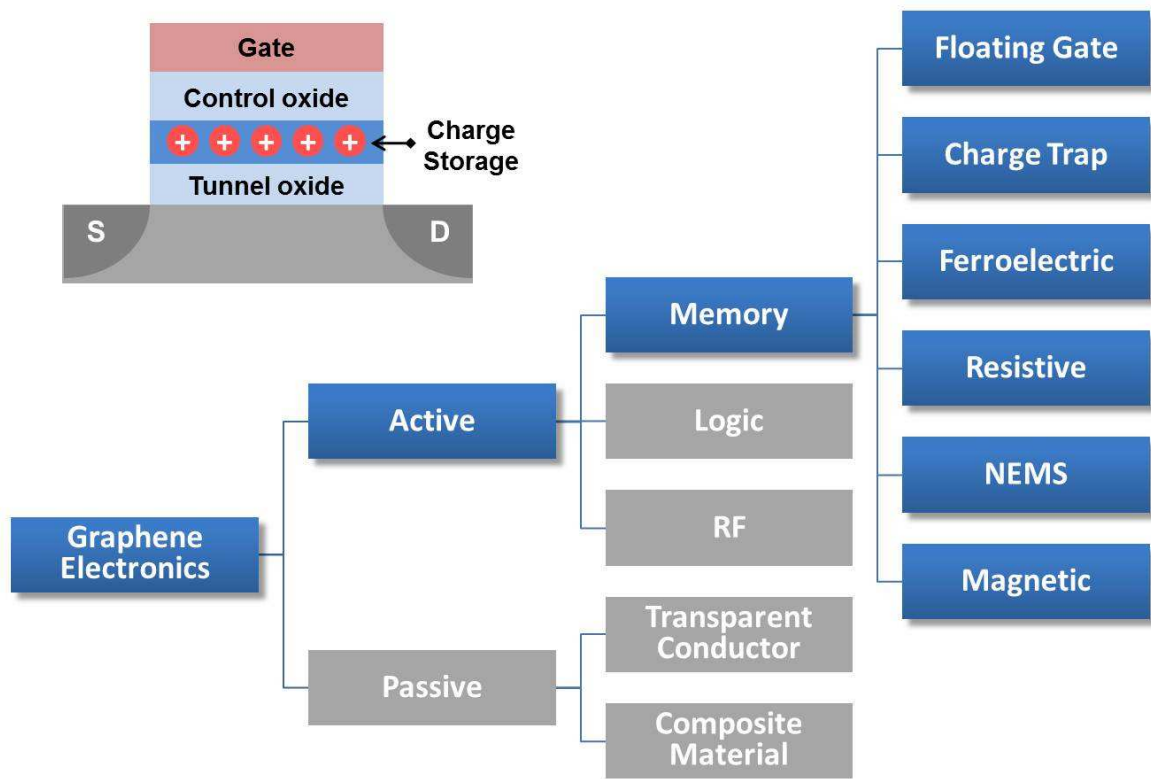 Gate
Control oxide
+ + + + +
Charge
Storage
Tunnel oxide
S
D
Graphene
Electronics
Active
Passive
Memory
Logic
RF
Transparent
Conductor
Composite
Material
Floating Gate
Charge Trap
Ferroelectric
Resistive
NEMS
Magnetic